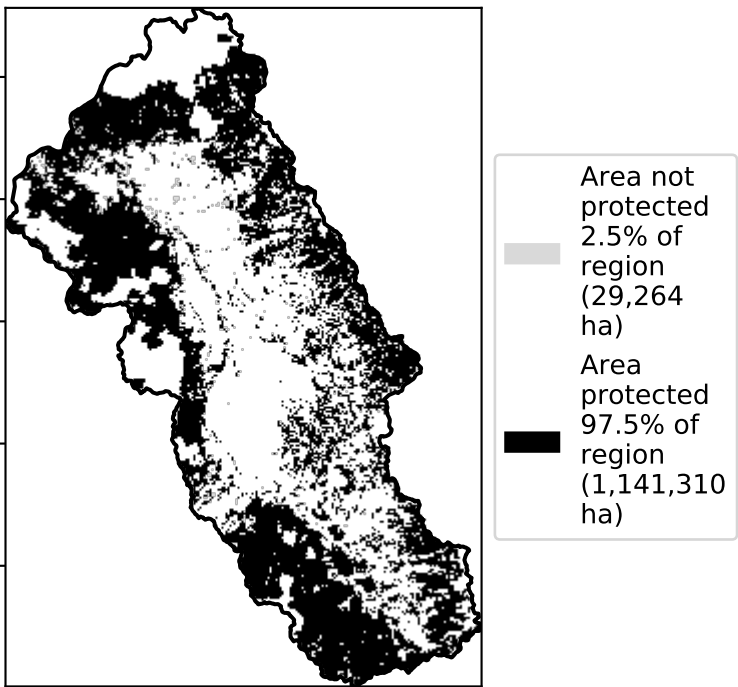 Area not
protected
2.5% of
region
(29,264
ha)
Area
protected
97.5% of
region
(1,141,310
ha)